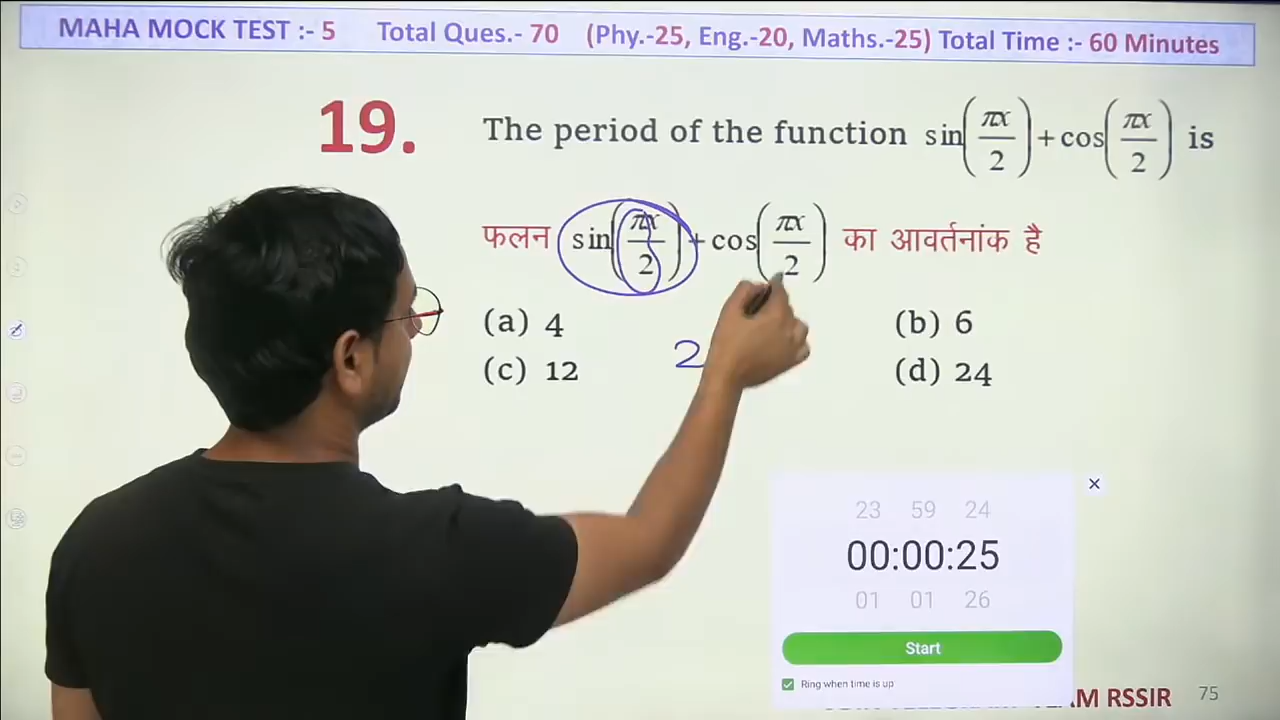 MAHA MOCK TEST :- 5 Total Ques.- 70 (Phy.-25, Eng.-20, Maths.-25) Total Time :- 60 Minutes
19. The period of the function sin(πx/2) + cos(πx/2) is
फलन sin(πx/2) + cos(πx/2) का आवर्तनांक है
(a) 4 (b) 6
2
(c) 12 (d) 24
23 59 24
00:00:25
01 01 26
Start
Ring when time is up
RSSIR 75